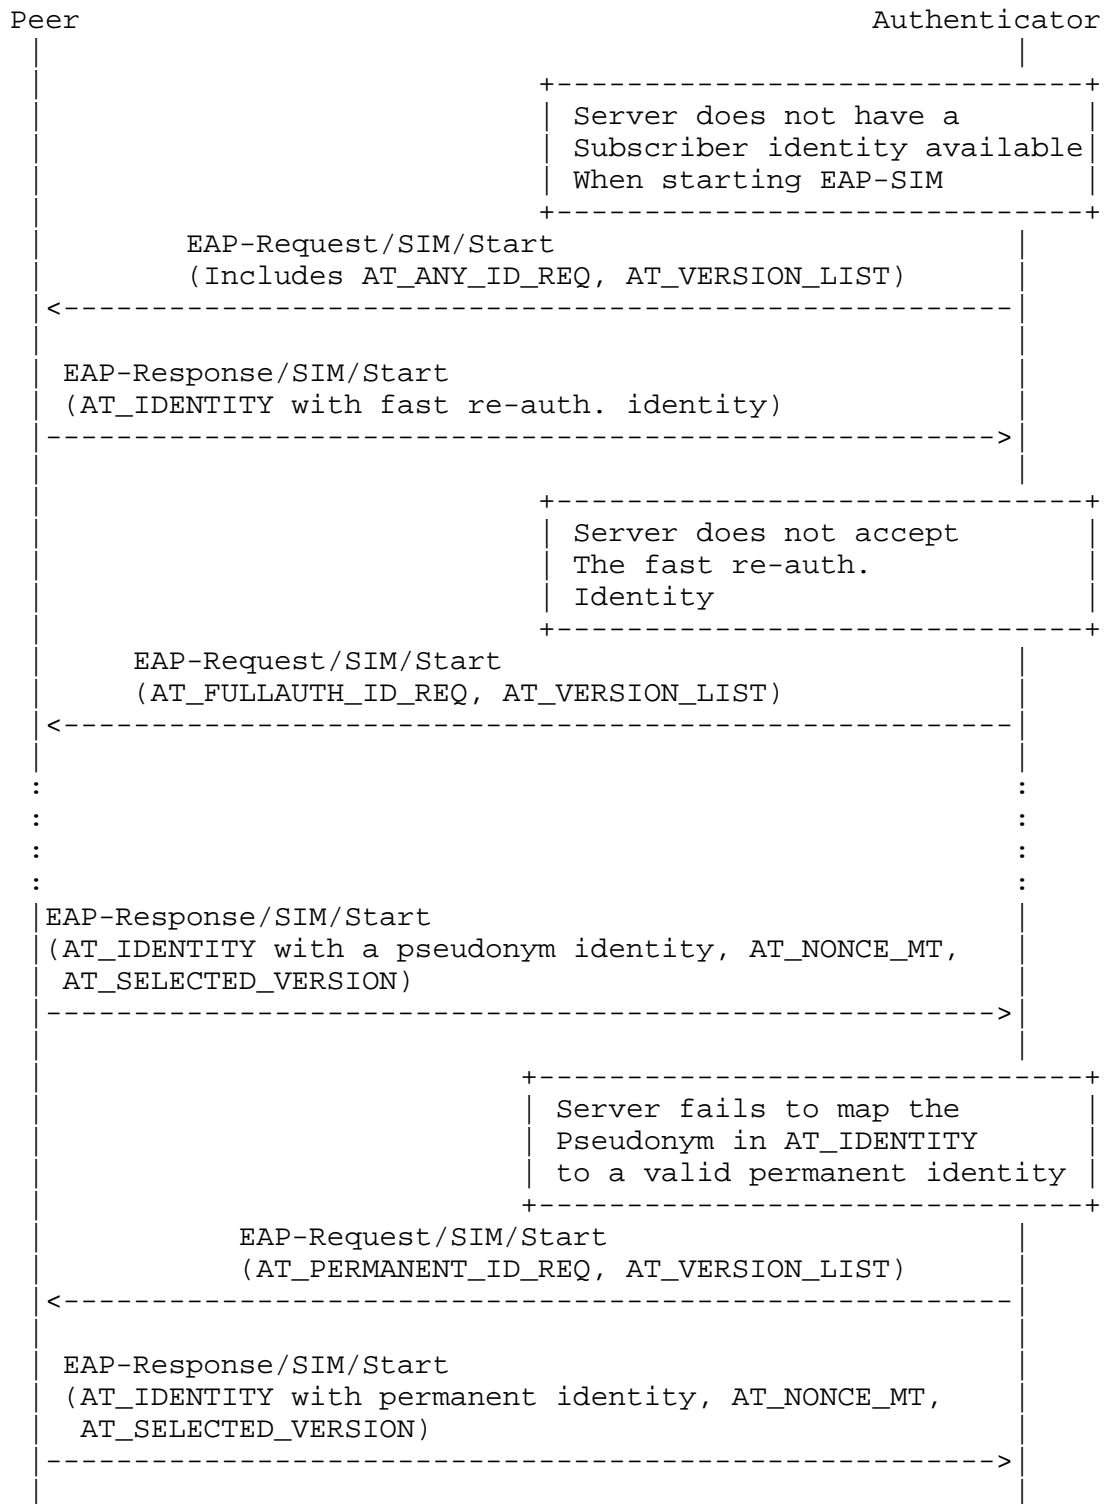 Peer Authenticator
Server does not have a
Subscriber identity available
When starting EAP-SIM
EAP-Request/SIM/Start
(Includes AT_ANY_ID_REQ, AT_VERSION_LIST)
EAP-Response/SIM/Start
(AT_IDENTITY with fast re-auth. identity)
Server does not accept
The fast re-auth.
Identity
EAP-Request/SIM/Start
(AT_FULLAUTH_ID_REQ, AT_VERSION_LIST)
EAP-Response/SIM/Start
(AT_IDENTITY with a pseudonym identity, AT_NONCE_MT,
AT_SELECTED_VERSION)
Server fails to map the
Pseudonym in AT_IDENTITY
to a valid permanent identity
EAP-Request/SIM/Start
(AT_PERMANENT_ID_REQ, AT_VERSION_LIST)
EAP-Response/SIM/Start
(AT_IDENTITY with permanent identity, AT_NONCE_MT,
AT_SELECTED_VERSION)